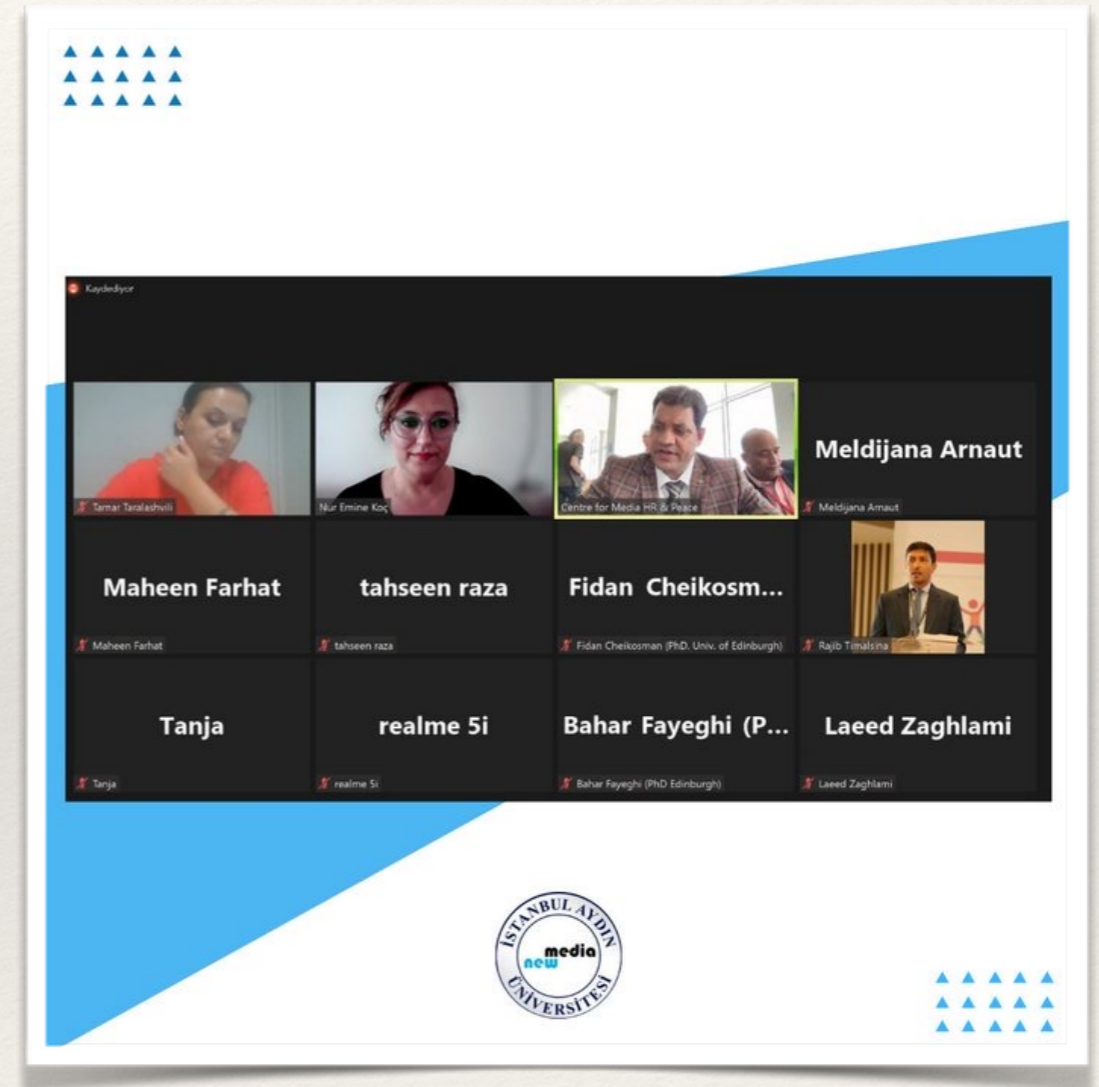 Kaydediyor
Tamar Taralashvili
Nur Emine Koç
Centre for Media HR & Peace
Meldijana Arnaut
Meldijana Arnaut
Maheen Farhat
Maheen Farhat
tahseen raza
tahseen raza
Fidan Cheikosm...
Fidan Cheikosman (PhD. Univ. of Edinburgh)
Rajib Timalsina
Tanja
Tanja
realme 5i
realme 5i
Bahar Fayeghi (P...
Bahar Fayeghi (PhD Edinburgh)
Laeed Zaghlami
Laeed Zaghlami
İSTANBUL AYDIN
new media
ÜNİVERSİTESİ